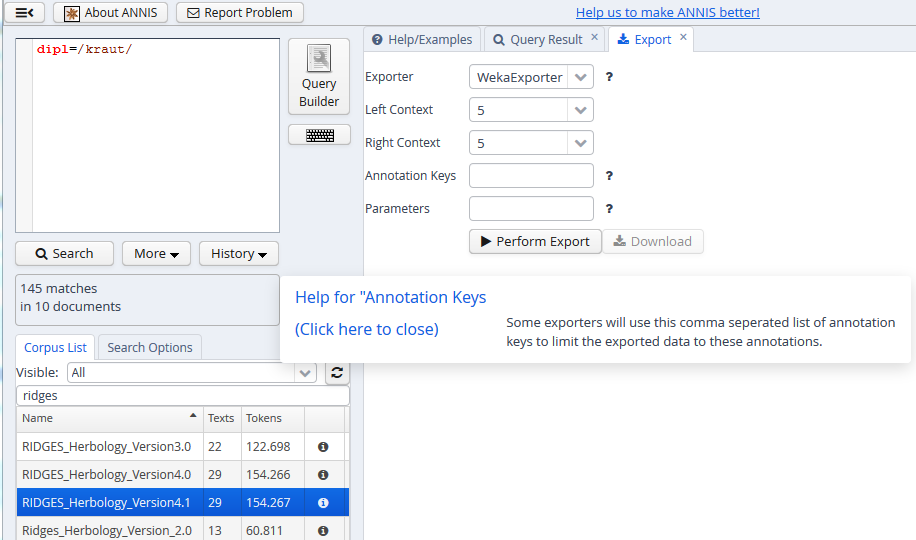 About ANNIS
Report Problem
Help us to make ANNIS better!
dipl=/kraut/
Query
Builder
Search
More
History
145 matches
in 10 documents
Corpus List
Search Options
Visible:
All
ridges
Name Texts Tokens
RIDGES_Herbology_Version3.0 22 122.698
RIDGES_Herbology_Version4.0 29 154.266
RIDGES_Herbology_Version4.1 29 154.267
Ridges_Herbology_Version_2.0 13 60.811
Help/Examples
Query Result
Export
Exporter WekaExporter ?
Left Context 5
Right Context 5
Annotation Keys ?
Parameters ?
Perform Export
Download
Help for "Annotation Keys
(Click here to close)
Some exporters will use this comma seperated list of annotation
keys to limit the exported data to these annotations.